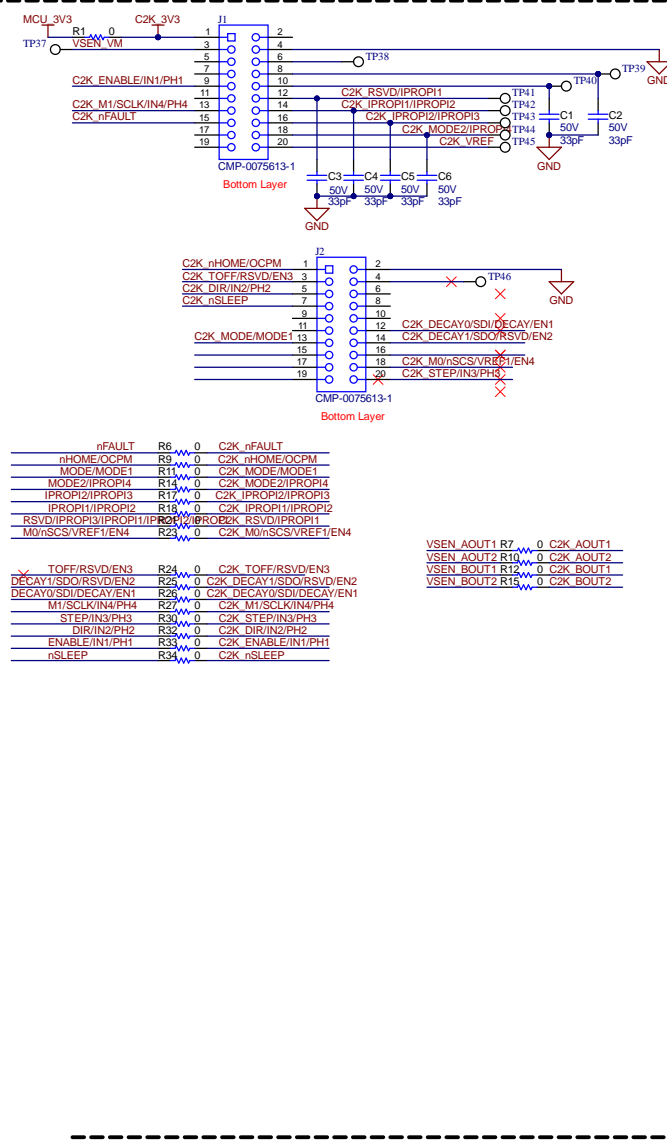 MCU_3V3 C2K_3V3 J1
R1 0 1 2
TP37 VSEN_VM 3 4
5 6 TP38
7 8 TP39
GND
C2K_ENABLE/IN1/PH1 9 10 TP40
11 12 C2K_RSVD/IPROPI1 TP41
C2K_M1/SCLK/IN4/PH4 13 14 C2K_IPROPI1/IPROPI2 TP42
C2K_nFAULT 15 16 C2K_IPROPI2/IPROPI3 TP43
17 18 C2K_MODE2/IPROPI4 TP44
19 20 C2K_VREF TP45
C1 C2
50V 50V
33pF 33pF
GND
CMP-0075613-1
Bottom Layer
C3 C4 C5 C6
50V 50V 50V 50V
33pF 33pF 33pF 33pF
GND
J2
C2K_nHOME/OCPM 1 2
C2K_TOFF/RSVD/EN3 3 4 TP46
C2K_DIR/IN2/PH2 5 6
C2K_nSLEEP 7 8
GND
9 10
11 12 C2K_DECAY0/SDI/DECAY/EN1
C2K_MODE/MODE1 13 14 C2K_DECAY1/SDO/RSVD/EN2
15 16
17 18 C2K_M0/nSCS/VREF1/EN4
19 20 C2K_STEP/IN3/PH3
CMP-0075613-1
Bottom Layer
nFAULT R6 0 C2K_nFAULT
nHOME/OCPM R9 0 C2K_nHOME/OCPM
MODE/MODE1 R11 0 C2K_MODE/MODE1
MODE2/IPROPI4 R14 0 C2K_MODE2/IPROPI4
IPROPI2/IPROPI3 R17 0 C2K_IPROPI2/IPROPI3
IPROPI1/IPROPI2 R18 0 C2K_IPROPI1/IPROPI2
C2K_RSVD/IPROPI1
M0/nSCS/VREF1/EN4 R23 0 C2K_M0/nSCS/VREF1/EN4
TOFF/RSVD/EN3 R24 0 C2K_TOFF/RSVD/EN3
DECAY1/SDO/RSVD/EN2 R25 0 C2K_DECAY1/SDO/RSVD/EN2
DECAY0/SDI/DECAY/EN1 R26 0 C2K_DECAY0/SDI/DECAY/EN1
M1/SCLK/IN4/PH4 R27 0 C2K_M1/SCLK/IN4/PH4
STEP/IN3/PH3 R30 0 C2K_STEP/IN3/PH3
DIR/IN2/PH2 R32 0 C2K_DIR/IN2/PH2
ENABLE/IN1/PH1 R33 0 C2K_ENABLE/IN1/PH1
nSLEEP R34 0 C2K_nSLEEP
VSEN_AOUT1 R7 0 C2K_AOUT1
VSEN_AOUT2 R10 0 C2K_AOUT2
VSEN_BOUT1 R12 0 C2K_BOUT1
VSEN_BOUT2 R15 0 C2K_BOUT2